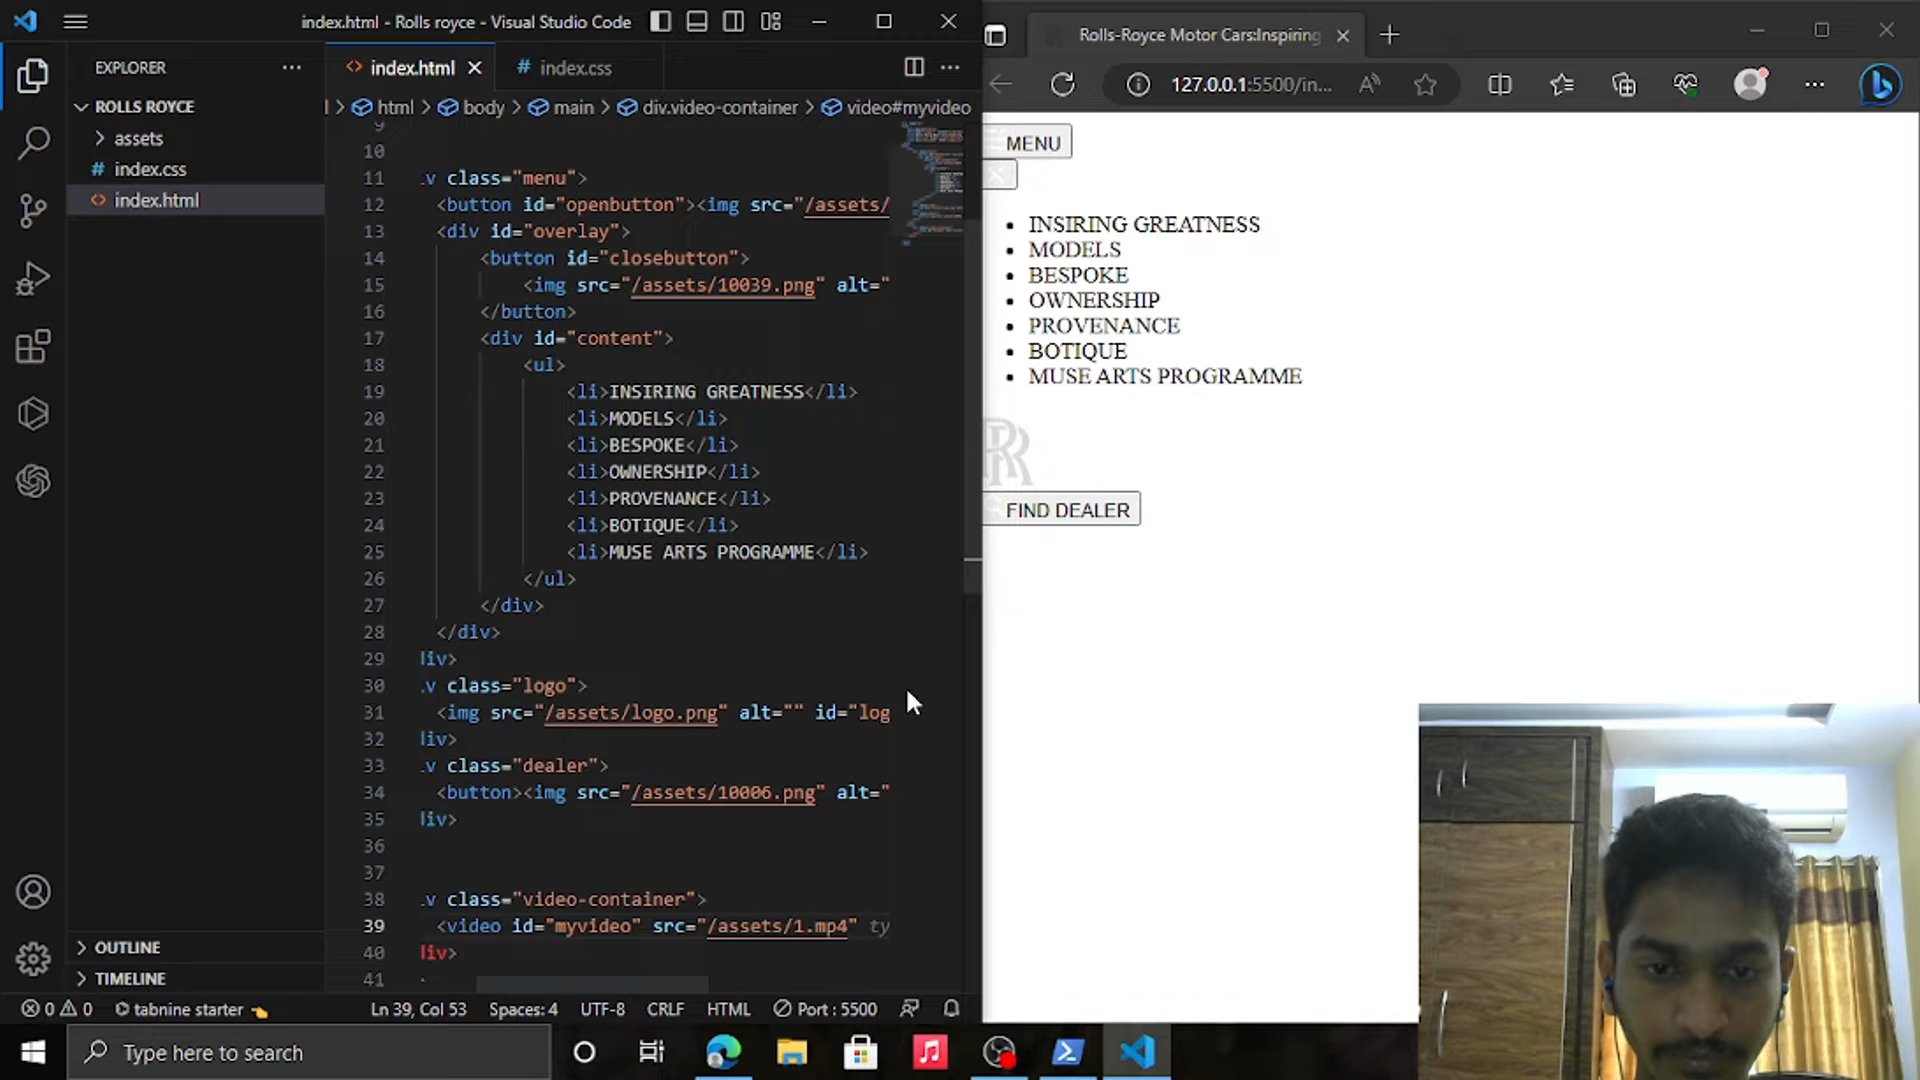 index.html - Rolls royce - Visual Studio Code
EXPLORER
ROLLS ROYCE
assets
# index.css
<> index.html
OUTLINE
TIMELINE
<> index.html
# index.css
html > body > main > div.video-container > video#myvideo
9
10
11 .v class="menu">
12 <button id="openbutton"><img src="/assets/
13 <div id="overlay">
14 <button id="closebutton">
15 <img src="/assets/10039.png" alt="
16 </button>
17 <div id="content">
18 <ul>
19 <li>INSIRING GREATNESS</li>
20 <li>MODELS</li>
21 <li>BESPOKE</li>
22 <li>OWNERSHIP</li>
23 <li>PROVENANCE</li>
24 <li>BOTIQUE</li>
25 <li>MUSE ARTS PROGRAMME</li>
26 </ul>
27 </div>
28 </div>
29 liv>
30 .v class="logo">
31 <img src="/assets/logo.png" alt="" id="log
32 liv>
33 .v class="dealer">
34 <button><img src="/assets/10006.png" alt="
35 liv>
36
37
38 .v class="video-container">
39 <video id="myvideo" src="/assets/1.mp4" ty
40 liv>
41
0 0 tabnine starter Ln 39, Col 53 Spaces: 4 UTF-8 CRLF HTML Port : 5500
Rolls-Royce Motor Cars:Inspiring
127.0.0.1:5500/in...
MENU
INSIRING GREATNESS
MODELS
BESPOKE
OWNERSHIP
PROVENANCE
BOTIQUE
MUSE ARTS PROGRAMME
RR
FIND DEALER
Type here to search